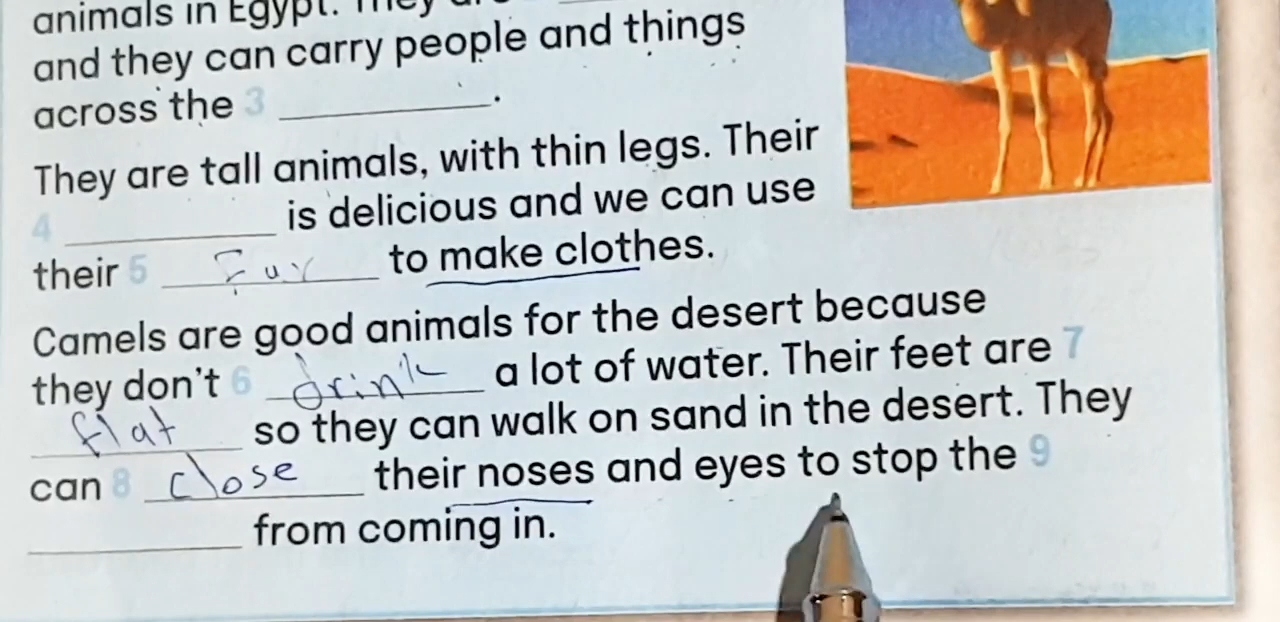 animals in Egypt. They
and they can carry people and things
across the 3 __________.
They are tall animals, with thin legs. Their
4 __________ is delicious and we can use
their 5 Fur to make clothes.
Camels are good animals for the desert because
they don't 6 drink a lot of water. Their feet are 7
flat so they can walk on sand in the desert. They
can 8 close their noses and eyes to stop the 9
__________ from coming in.